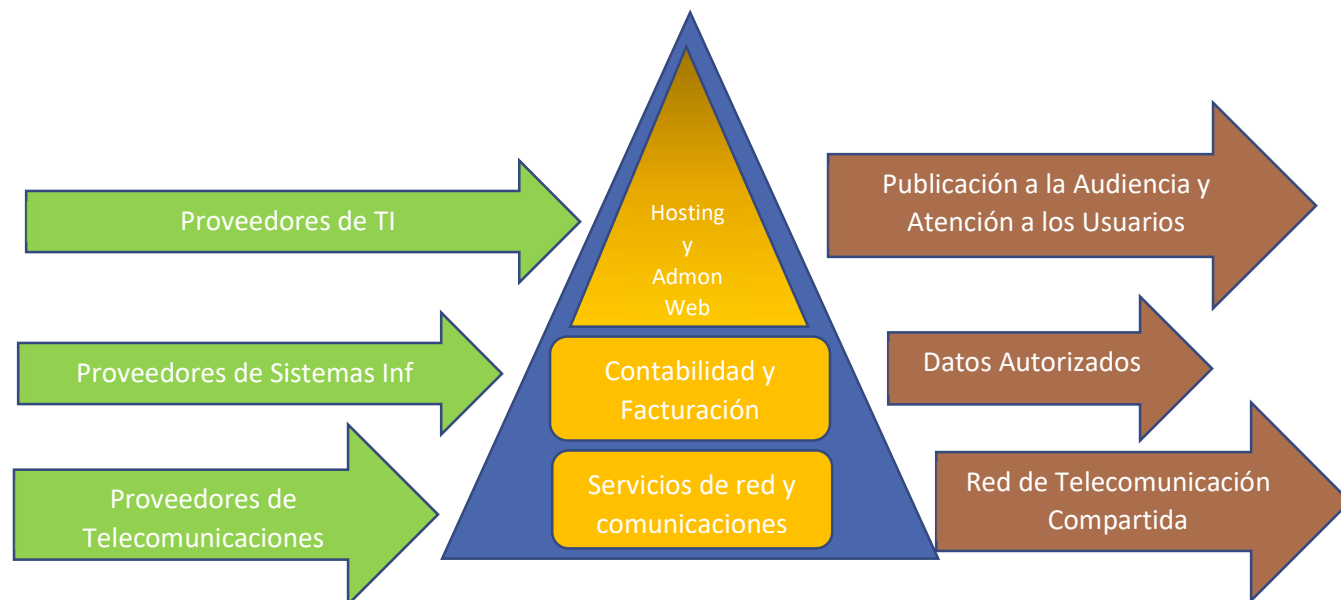 Proveedores de TI
Hosting
y
Admon
Web
Publicación a la Audiencia y
Atención a los Usuarios
Proveedores de Sistemas Inf
Contabilidad y
Facturación
Datos Autorizados
Proveedores de
Telecomunicaciones
Servicios de red y
comunicaciones
Red de Telecomunicación
Compartida